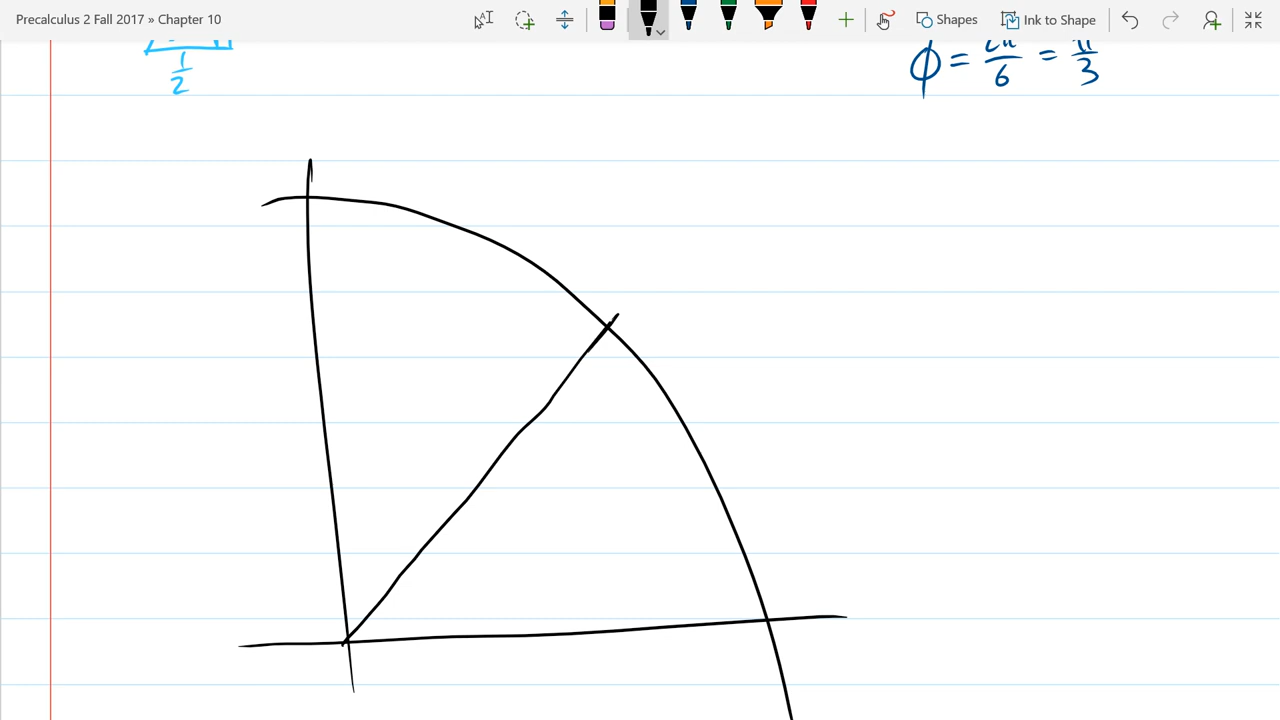 Precalculus 2 Fall 2017 » Chapter 10
Shapes
Ink to Shape
1/2
ϕ = 2π/6 = π/3